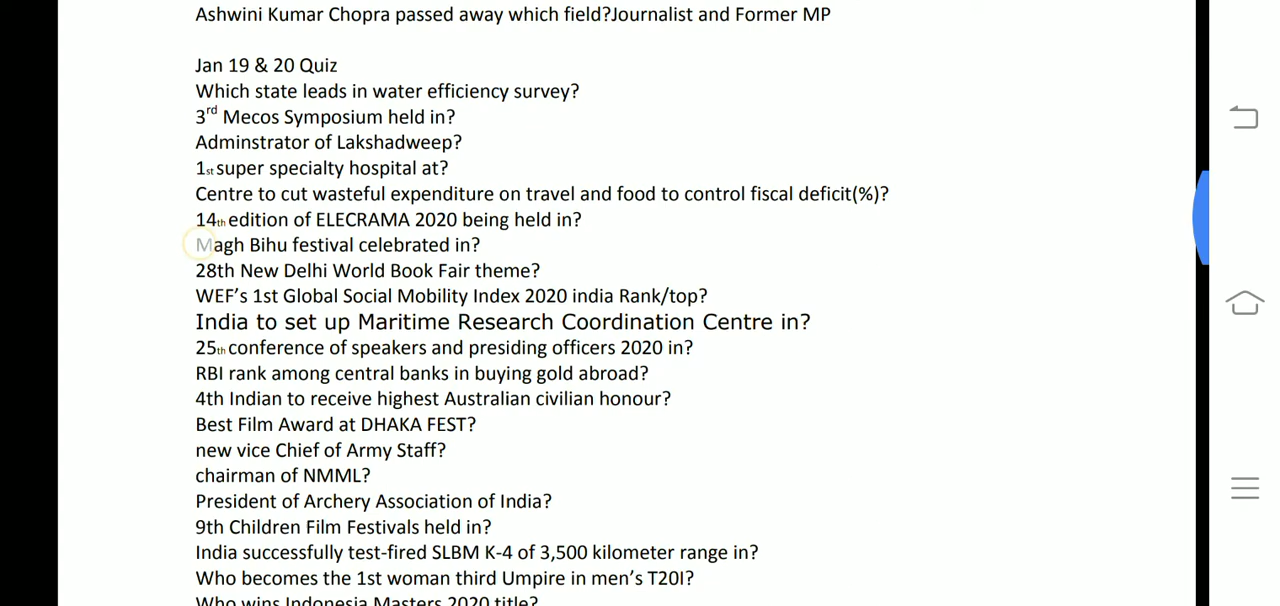 Ashwini Kumar Chopra passed away which field?Journalist and Former MP
Jan 19 & 20 Quiz
Which state leads in water efficiency survey?
3rd Mecos Symposium held in?
Adminstrator of Lakshadweep?
1st super specialty hospital at?
Centre to cut wasteful expenditure on travel and food to control fiscal deficit(%)?
14th edition of ELECRAMA 2020 being held in?
Magh Bihu festival celebrated in?
28th New Delhi World Book Fair theme?
WEF’s 1st Global Social Mobility Index 2020 india Rank/top?
India to set up Maritime Research Coordination Centre in?
25th conference of speakers and presiding officers 2020 in?
RBI rank among central banks in buying gold abroad?
4th Indian to receive highest Australian civilian honour?
Best Film Award at DHAKA FEST?
new vice Chief of Army Staff?
chairman of NMML?
President of Archery Association of India?
9th Children Film Festivals held in?
India successfully test-fired SLBM K-4 of 3,500 kilometer range in?
Who becomes the 1st woman third Umpire in men’s T20I?
Who wins Indonesia Masters 2020 title?